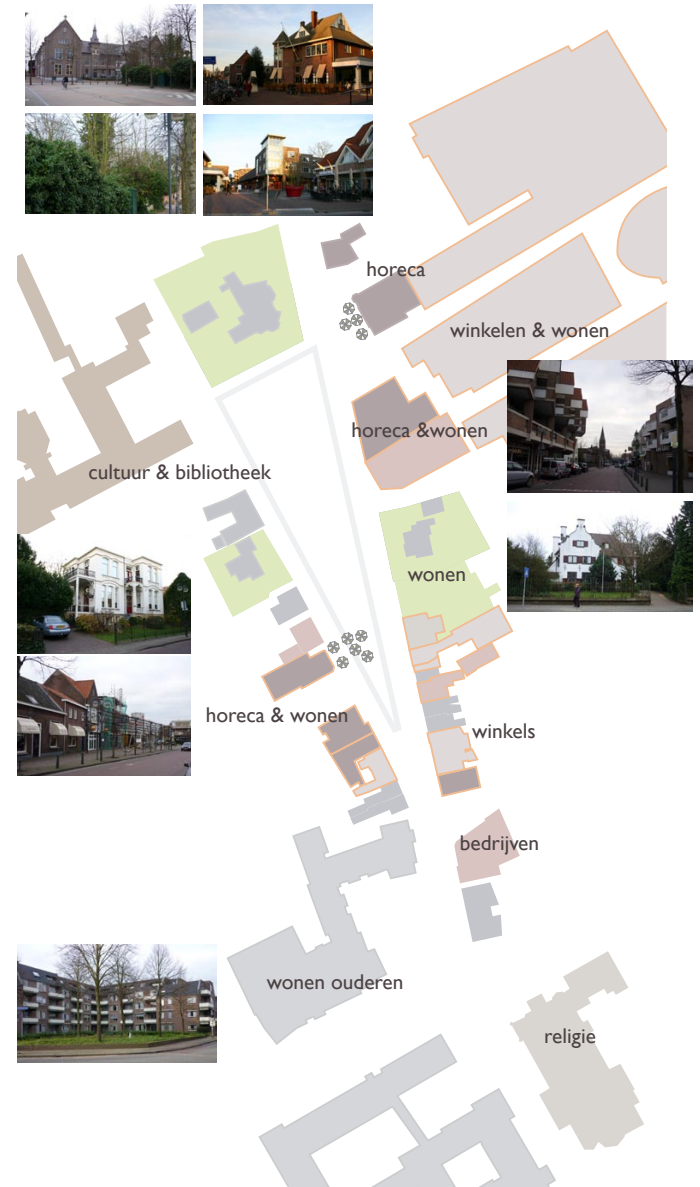 horeca
winkelen & wonen
horeca &wonen
cultuur & bibliotheek
wonen
horeca & wonen
winkels
bedrijven
wonen ouderen
religie